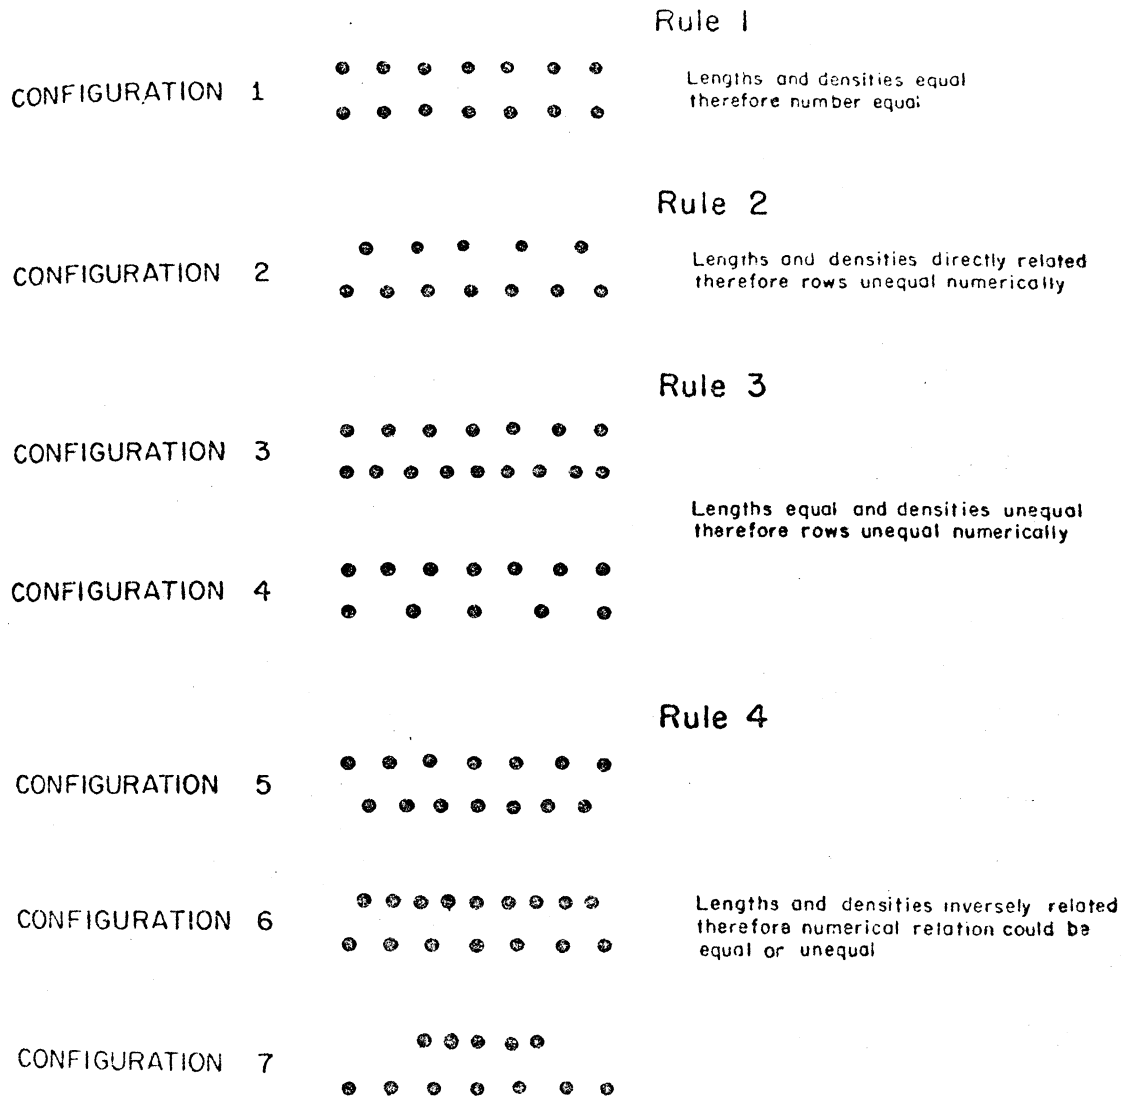 Rule 1
CONFIGURATION 1
Lengths and densities equal
therefore number equal
Rule 2
CONFIGURATION 2
Lengths and densities directly related
therefore rows unequal numerically
Rule 3
CONFIGURATION 3
Lengths equal and densities unequal
therefore rows unequal numerically
CONFIGURATION 4
Rule 4
CONFIGURATION 5
CONFIGURATION 6
Lengths and densities inversely related
therefore numerical relation could be
equal or unequal
CONFIGURATION 7